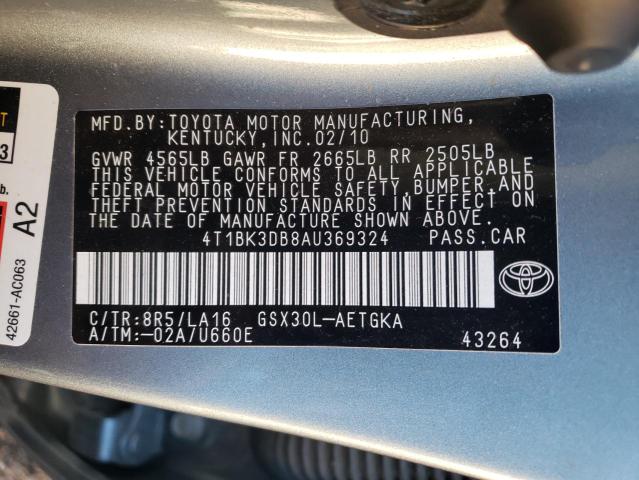 MFD.BY:TOYOTA MOTOR MANUFACTURING,
KENTUCKY,INC.02/10
GVWR 4565LB GAWR FR 2665LB RR 2505LB
THIS VEHICLE CONFORMS TO ALL APPLICABLE
FEDERAL MOTOR VEHICLE SAFETY,BUMPER,AND
THEFT PREVENTION STANDARDS IN EFFECT ON
THE DATE OF MANUFACTURE SHOWN ABOVE.
4T1BK3DB8AU369324 PASS.CAR
C/TR:8R5/LA16 GSX30L-AETGKA
A/TM:-02A/U660E 43264
TOYOTA
A2
42661-AC063
3
b.